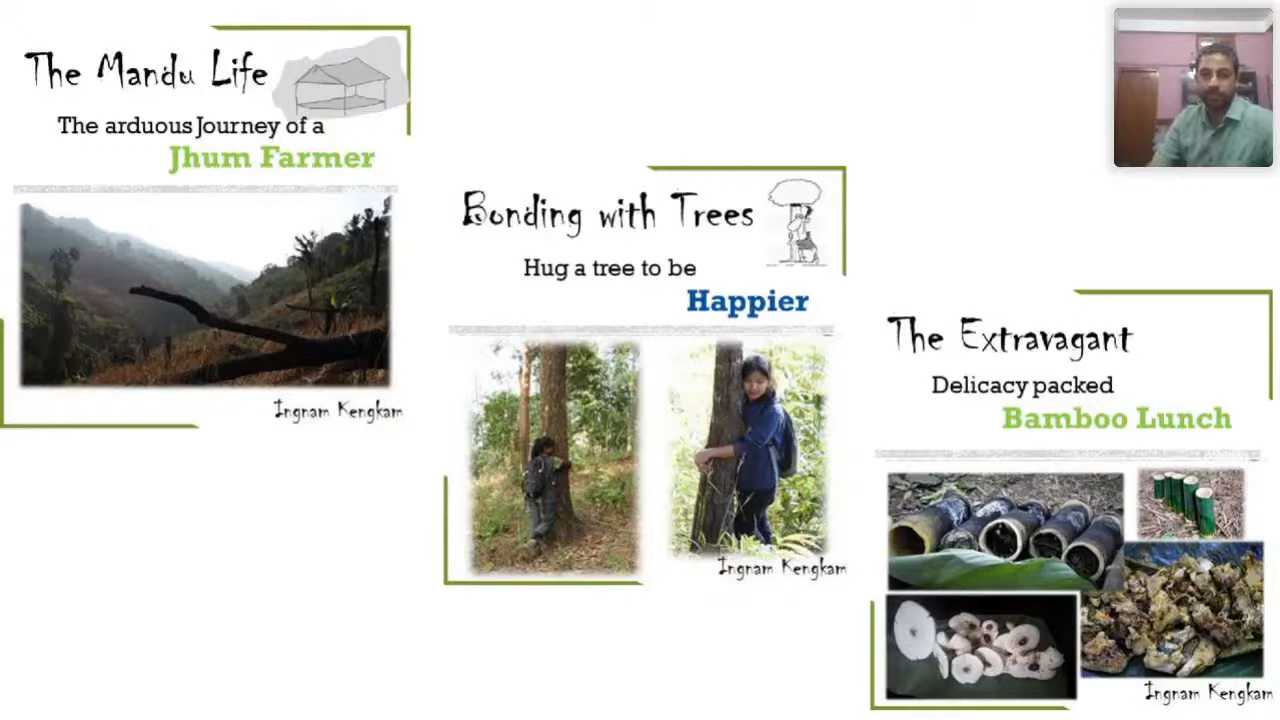 The Mandu Life
The arduous Journey of a
Jhum Farmer
Ingnam Kengkam
Bonding with Trees
Hug a tree to be
Happier
Ingnam Kengkam
The Extravagant
Delicacy packed
Bamboo Lunch
Ingnam Kengkam